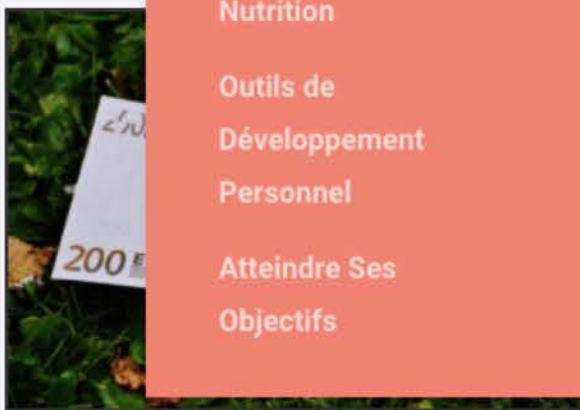 Nutrition
Outils de
Développement
Personnel
Atteindre Ses
Objectifs
200